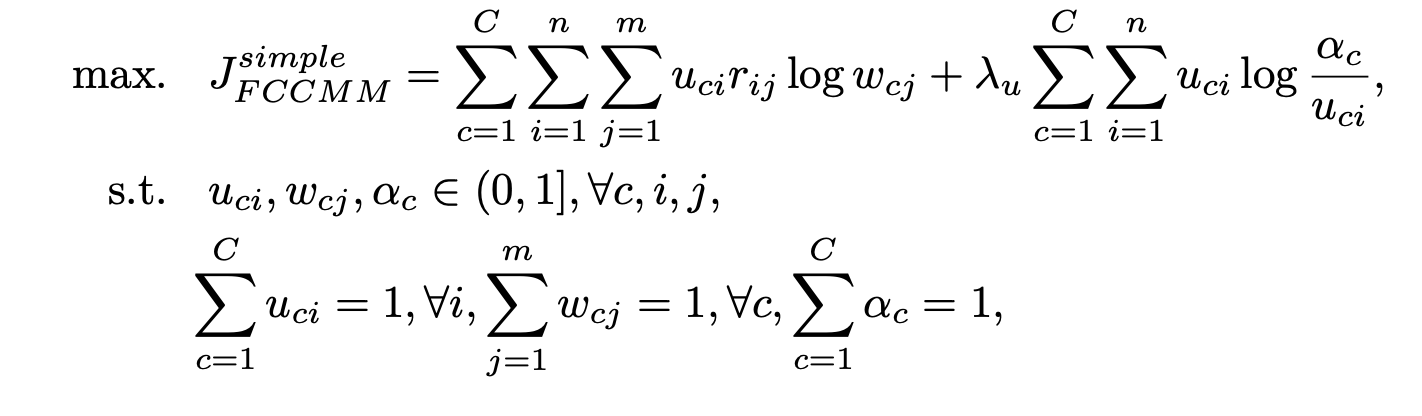 max. $J_{FCCMM}^{simple} = \sum_{c=1}^{C} \sum_{i=1}^{n} \sum_{j=1}^{m} u_{ci} r_{ij} \log w_{cj} + \lambda_u \sum_{c=1}^{C} \sum_{i=1}^{n} u_{ci} \log \frac{\alpha_c}{u_{ci}},$
s.t. $u_{ci}, w_{cj}, \alpha_c \in (0, 1], \forall c, i, j,$
$\sum_{c=1}^{C} u_{ci} = 1, \forall i, \sum_{j=1}^{m} w_{cj} = 1, \forall c, \sum_{c=1}^{C} \alpha_c = 1,$